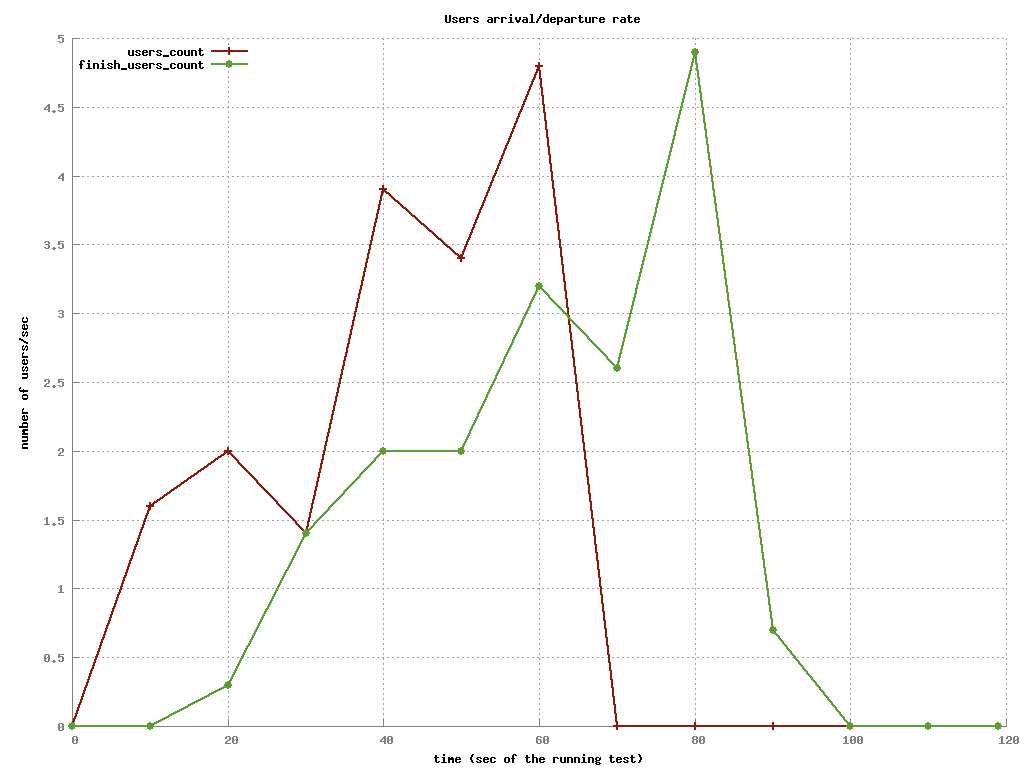 Users arrival/departure rate
users_count
finish_users_count
5
4.5
4
3.5
3
2.5
2
1.5
1
0.5
0
number of users/sec
0 20 40 60 80 100 120
time (sec of the running test)